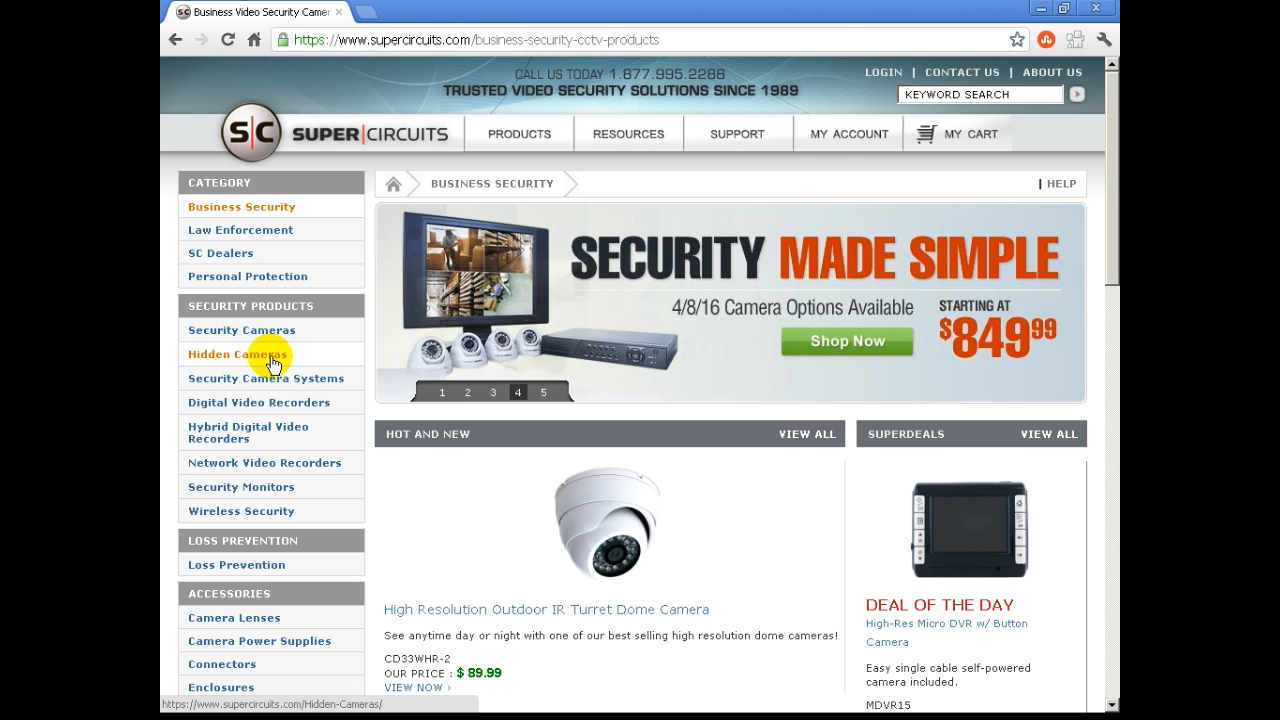 Business Video Security Camer
https://www.supercircuits.com/business-security-cctv-products
CALL US TODAY 1.877.995.2288
TRUSTED VIDEO SECURITY SOLUTIONS SINCE 1989
LOGIN | CONTACT US | ABOUT US
KEYWORD SEARCH
S|C SUPER|CIRCUITS
PRODUCTS
RESOURCES
SUPPORT
MY ACCOUNT
MY CART
CATEGORY
Business Security
Law Enforcement
SC Dealers
Personal Protection
SECURITY PRODUCTS
Security Cameras
Hidden Cameras
Security Camera Systems
Digital Video Recorders
Hybrid Digital Video
Recorders
Network Video Recorders
Security Monitors
Wireless Security
LOSS PREVENTION
Loss Prevention
ACCESSORIES
Camera Lenses
Camera Power Supplies
Connectors
Enclosures
BUSINESS SECURITY
| HELP
SECURITY MADE SIMPLE
4/8/16 Camera Options Available
Shop Now
STARTING AT
$849.99
1 2 3 4 5
HOT AND NEW
VIEW ALL
High Resolution Outdoor IR Turret Dome Camera
See anytime day or night with one of our best selling high resolution dome cameras!
CD33WHR-2
OUR PRICE : $ 89.99
VIEW NOW ›
SUPERDEALS
VIEW ALL
DEAL OF THE DAY
High-Res Micro DVR w/ Button
Camera
Easy single cable self-powered
camera included.
MDVR15
https://www.supercircuits.com/Hidden-Cameras/